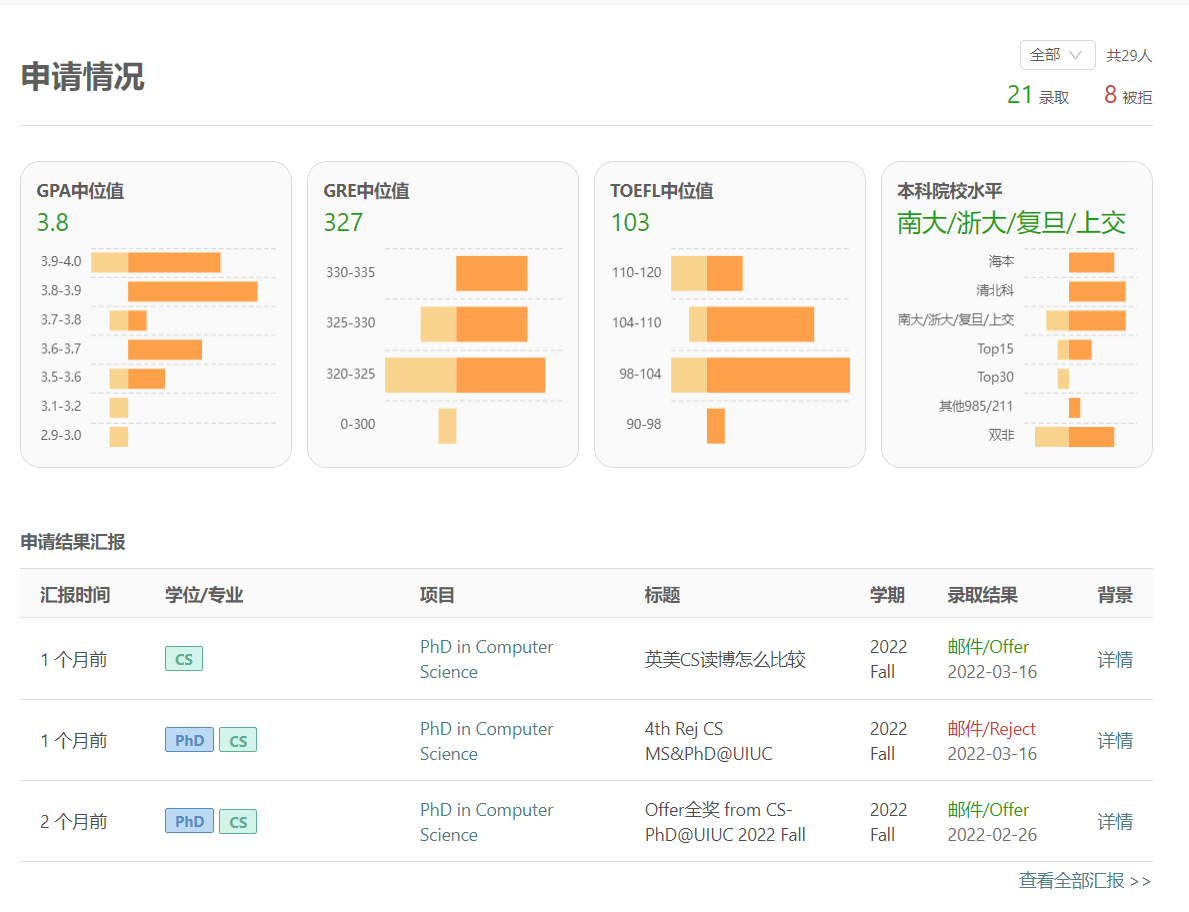 申请情况
全部 共29人
21 录取 8 被拒
GPA中位值
3.8
3.9-4.0
3.8-3.9
3.7-3.8
3.6-3.7
3.5-3.6
3.1-3.2
2.9-3.0
GRE中位值
327
330-335
325-330
320-325
0-300
TOEFL中位值
103
110-120
104-110
98-104
90-98
本科院校水平
南大/浙大/复旦/上交
海本
清北科
南大/浙大/复旦/上交
Top15
Top30
其他985/211
双非
申请结果汇报
汇报时间 学位/专业 项目 标题 学期 录取结果 背景
1 个月前
CS
PhD in Computer
Science
英美CS读博怎么比较
2022
Fall
邮件/Offer
2022-03-16
详情
1 个月前
PhD CS
PhD in Computer
Science
4th Rej CS
MS&PhD@UIUC
2022
Fall
邮件/Reject
2022-03-16
详情
2 个月前
PhD CS
PhD in Computer
Science
Offer全奖 from CS-
PhD@UIUC 2022 Fall
2022
Fall
邮件/Offer
2022-02-26
详情
查看全部汇报 >>